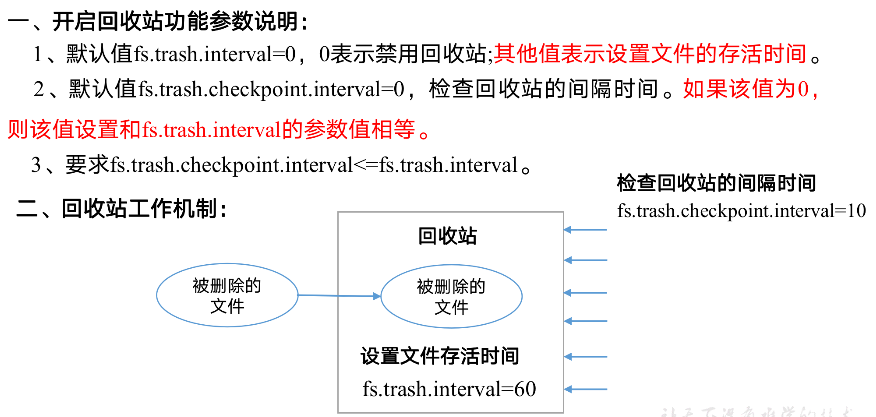 一、开启回收站功能参数说明：
1、默认值fs.trash.interval=0，0表示禁用回收站;其他值表示设置文件的存活时间。
2、默认值fs.trash.checkpoint.interval=0，检查回收站的间隔时间。如果该值为0，
则该值设置和fs.trash.interval的参数值相等。
3、要求fs.trash.checkpoint.interval<=fs.trash.interval。
二、回收站工作机制：
检查回收站的间隔时间
fs.trash.checkpoint.interval=10
回收站
被删除的
文件
被删除的
文件
设置文件存活时间
fs.trash.interval=60